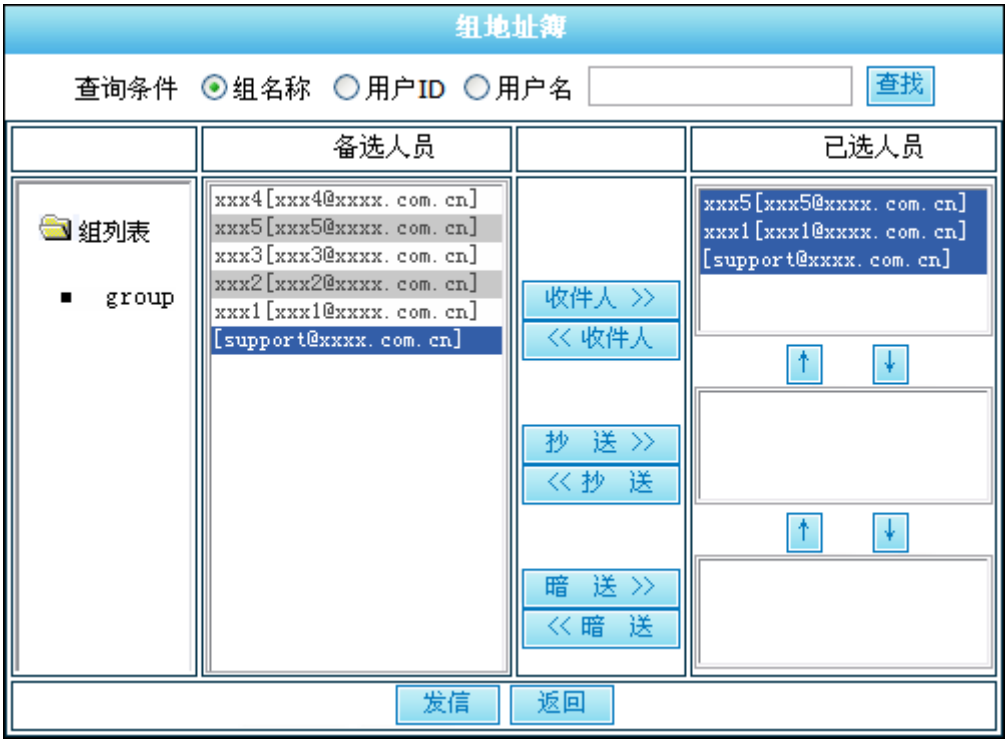 组地址簿
查询条件 组名称 用户ID 用户名 查找
备选人员 已选人员
组列表
group
xxx4[xxx4@xxxx.com.cn]
xxx5[xxx5@xxxx.com.cn]
xxx3[xxx3@xxxx.com.cn]
xxx2[xxx2@xxxx.com.cn]
xxx1[xxx1@xxxx.com.cn]
[support@xxxx.com.cn]
收件人 >>
<< 收件人
抄 送 >>
<< 抄 送
暗 送 >>
<< 暗 送
xxx5[xxx5@xxxx.com.cn]
xxx1[xxx1@xxxx.com.cn]
[support@xxxx.com.cn]
↑ ↓
↑ ↓
发信 返回